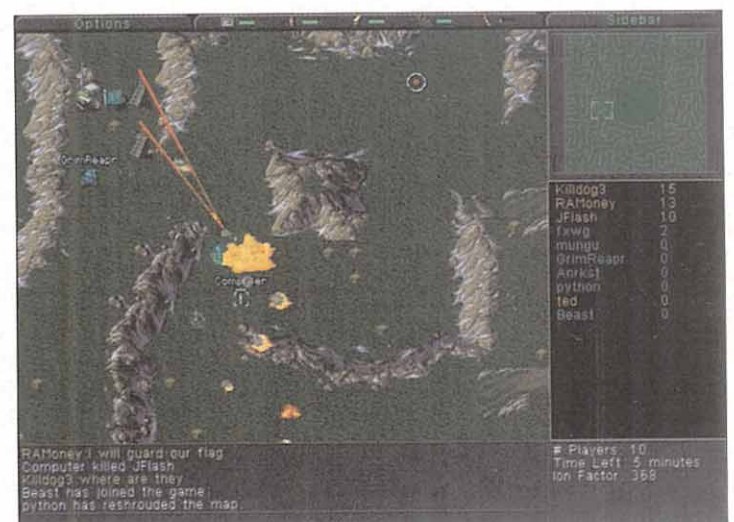 Options
Sidebar
GrimReapr
Computer
Killdog3 15
RAMoney 13
JFlash 10
fxwg 2
mungu 0
GrimReapr 0
Anrkst 0
python 0
ted 0
Beast 0
RAMoney:I will guard our flag
Computer killed JFlash
Killdog3:where are they
Beast has joined the game!
python has reshrouded the map.
# Players: 10
Time Left: 5 minutes
Ion Factor: 368